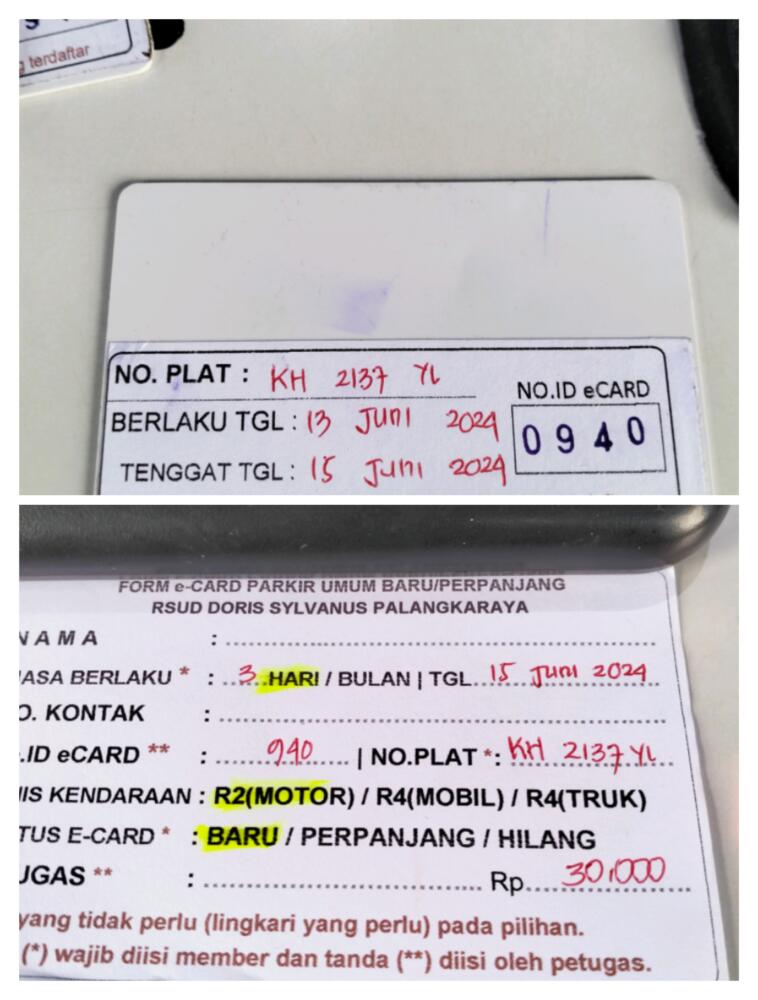 terdaftar
NO. PLAT : KH 2137 YL
NO.ID eCARD
BERLAKU TGL : 13 Juni 2024
0940
TENGGAT TGL : 15 Juni 2024
FORM e-CARD PARKIR UMUM BARU/PERPANJANG
RSUD DORIS SYLVANUS PALANGKARAYA
NAMA :
ASA BERLAKU * : 3 HARI / BULAN | TGL 15 Juni 2024
O. KONTAK :
.ID eCARD ** : 940 | NO.PLAT *: KH 2137 YL
IS KENDARAAN : R2(MOTOR) / R4(MOBIL) / R4(TRUK)
TUS E-CARD * : BARU / PERPANJANG / HILANG
UGAS ** : Rp. 30.000
yang tidak perlu (lingkari yang perlu) pada pilihan.
(*) wajib diisi member dan tanda (**) diisi oleh petugas.